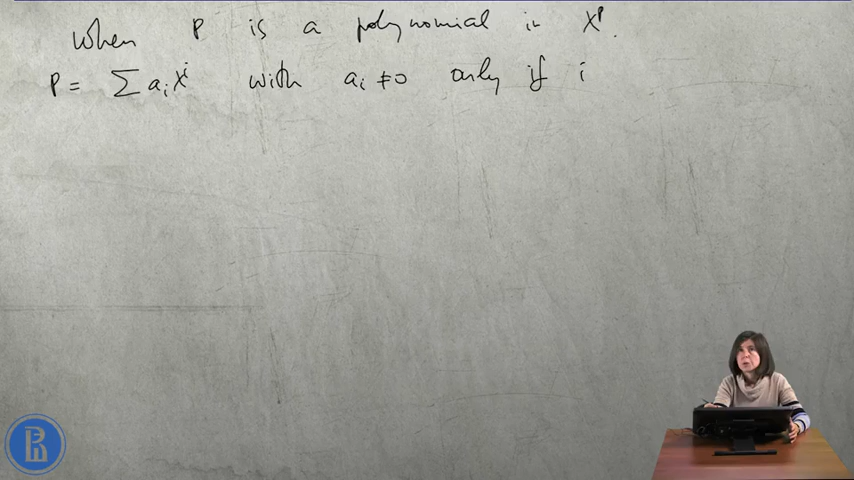 when P is a polynomial in X^p.
P = ∑ a_i X^i with a_i ≠ 0 only if i